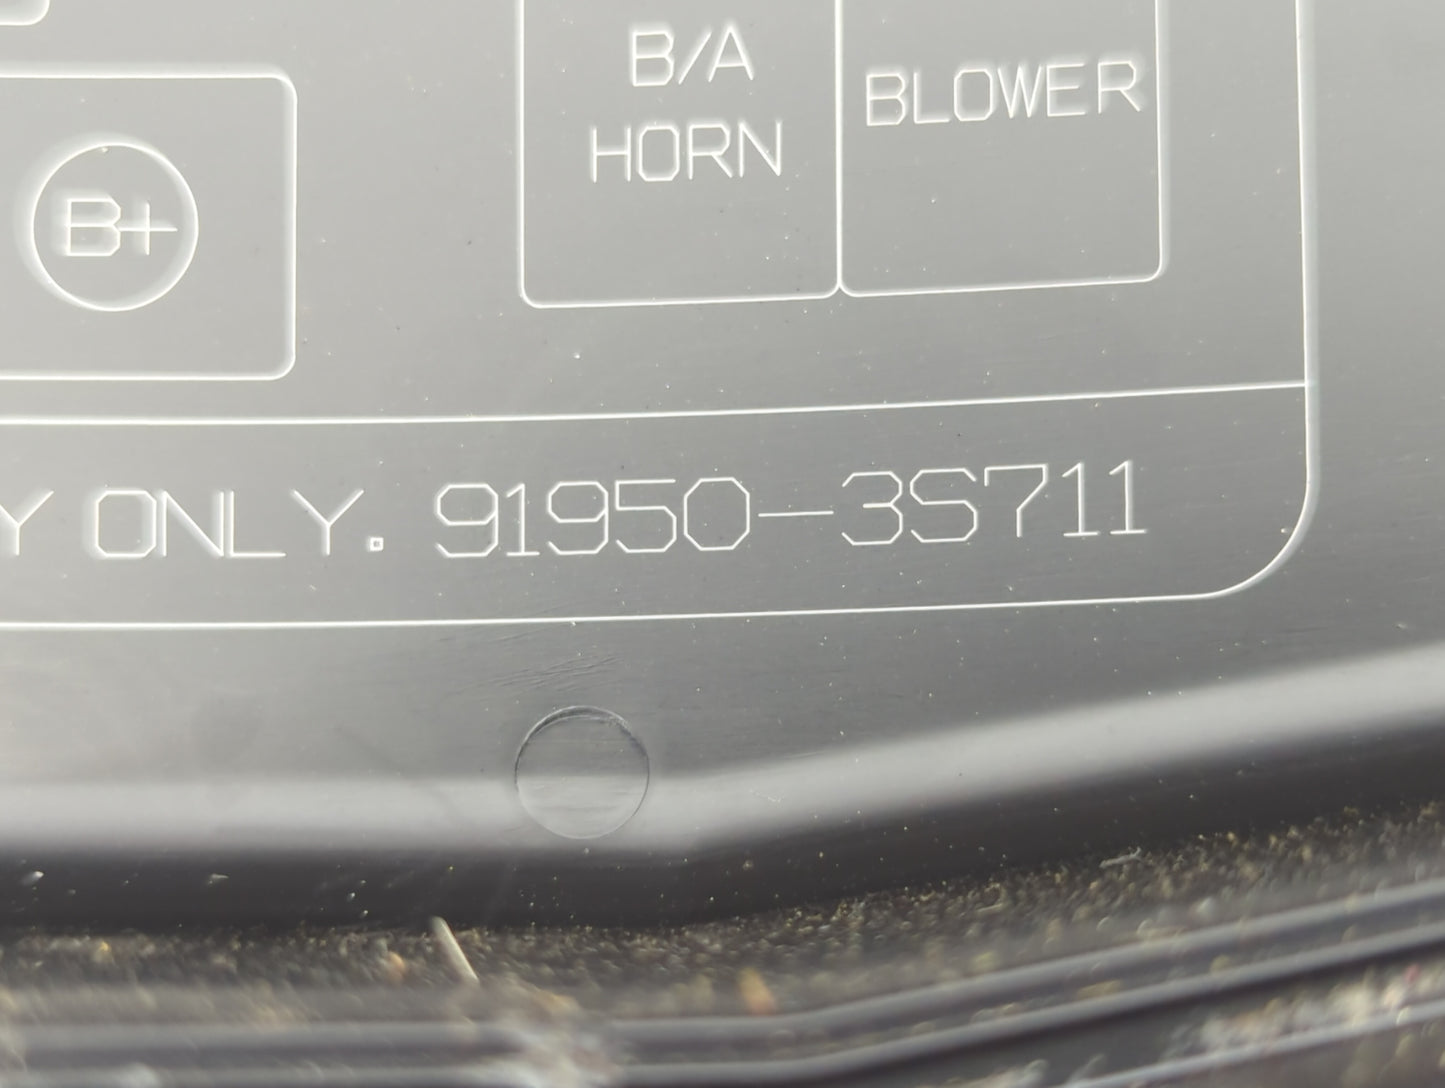 B/A
HORN
BLOWER
B+
Y ONLY. 91950-3S711